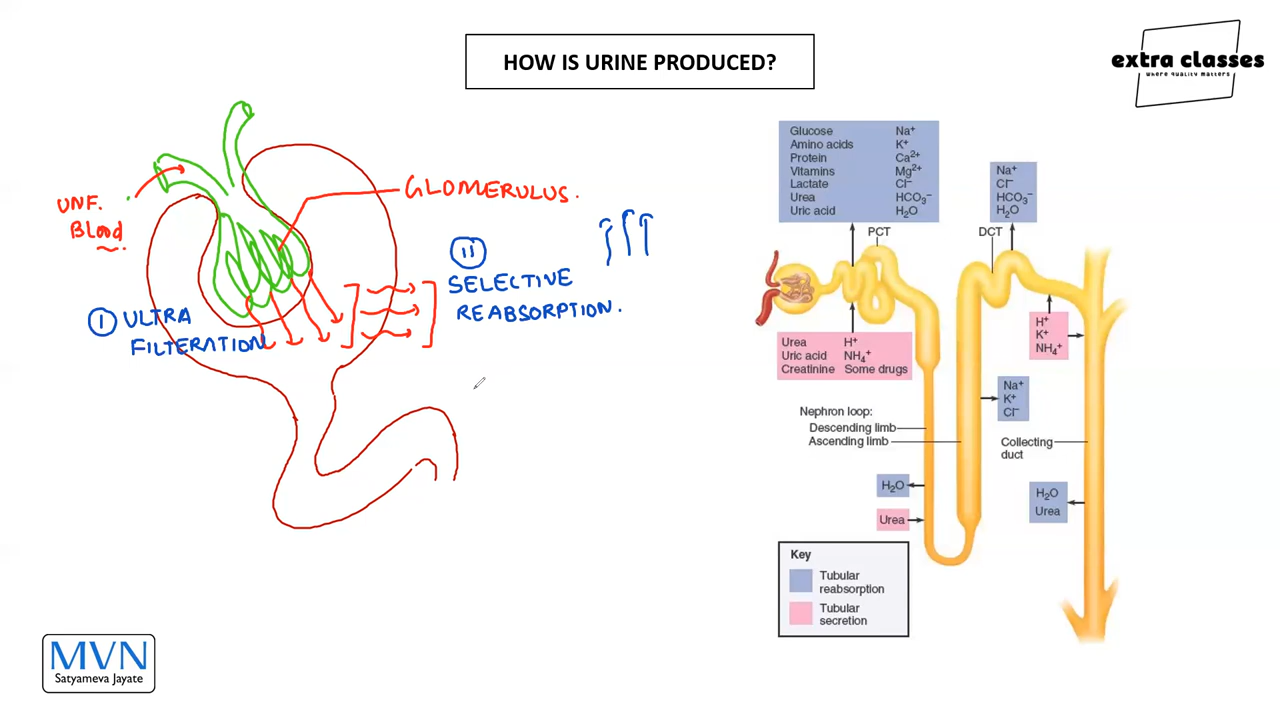 HOW IS URINE PRODUCED?
extra classes
where quality matters
UNF.
Blood
GLOMERULUS.
I ULTRA
FILTERATION
II
SELECTIVE
REABSORPTION.
Glucose Na⁺
Amino acids K⁺
Protein Ca²⁺
Vitamins Mg²⁺
Lactate Cl⁻
Urea HCO₃⁻
Uric acid H₂O
PCT
Urea H⁺
Uric acid NH₄⁺
Creatinine Some drugs
Na⁺
Cl⁻
HCO₃⁻
H₂O
DCT
H⁺
K⁺
NH₄⁺
Na⁺
K⁺
Cl⁻
Nephron loop:
Descending limb
Ascending limb
Collecting
duct
H₂O
Urea
H₂O
Urea
Key
Tubular
reabsorption
Tubular
secretion
MVN
Satyameva Jayate